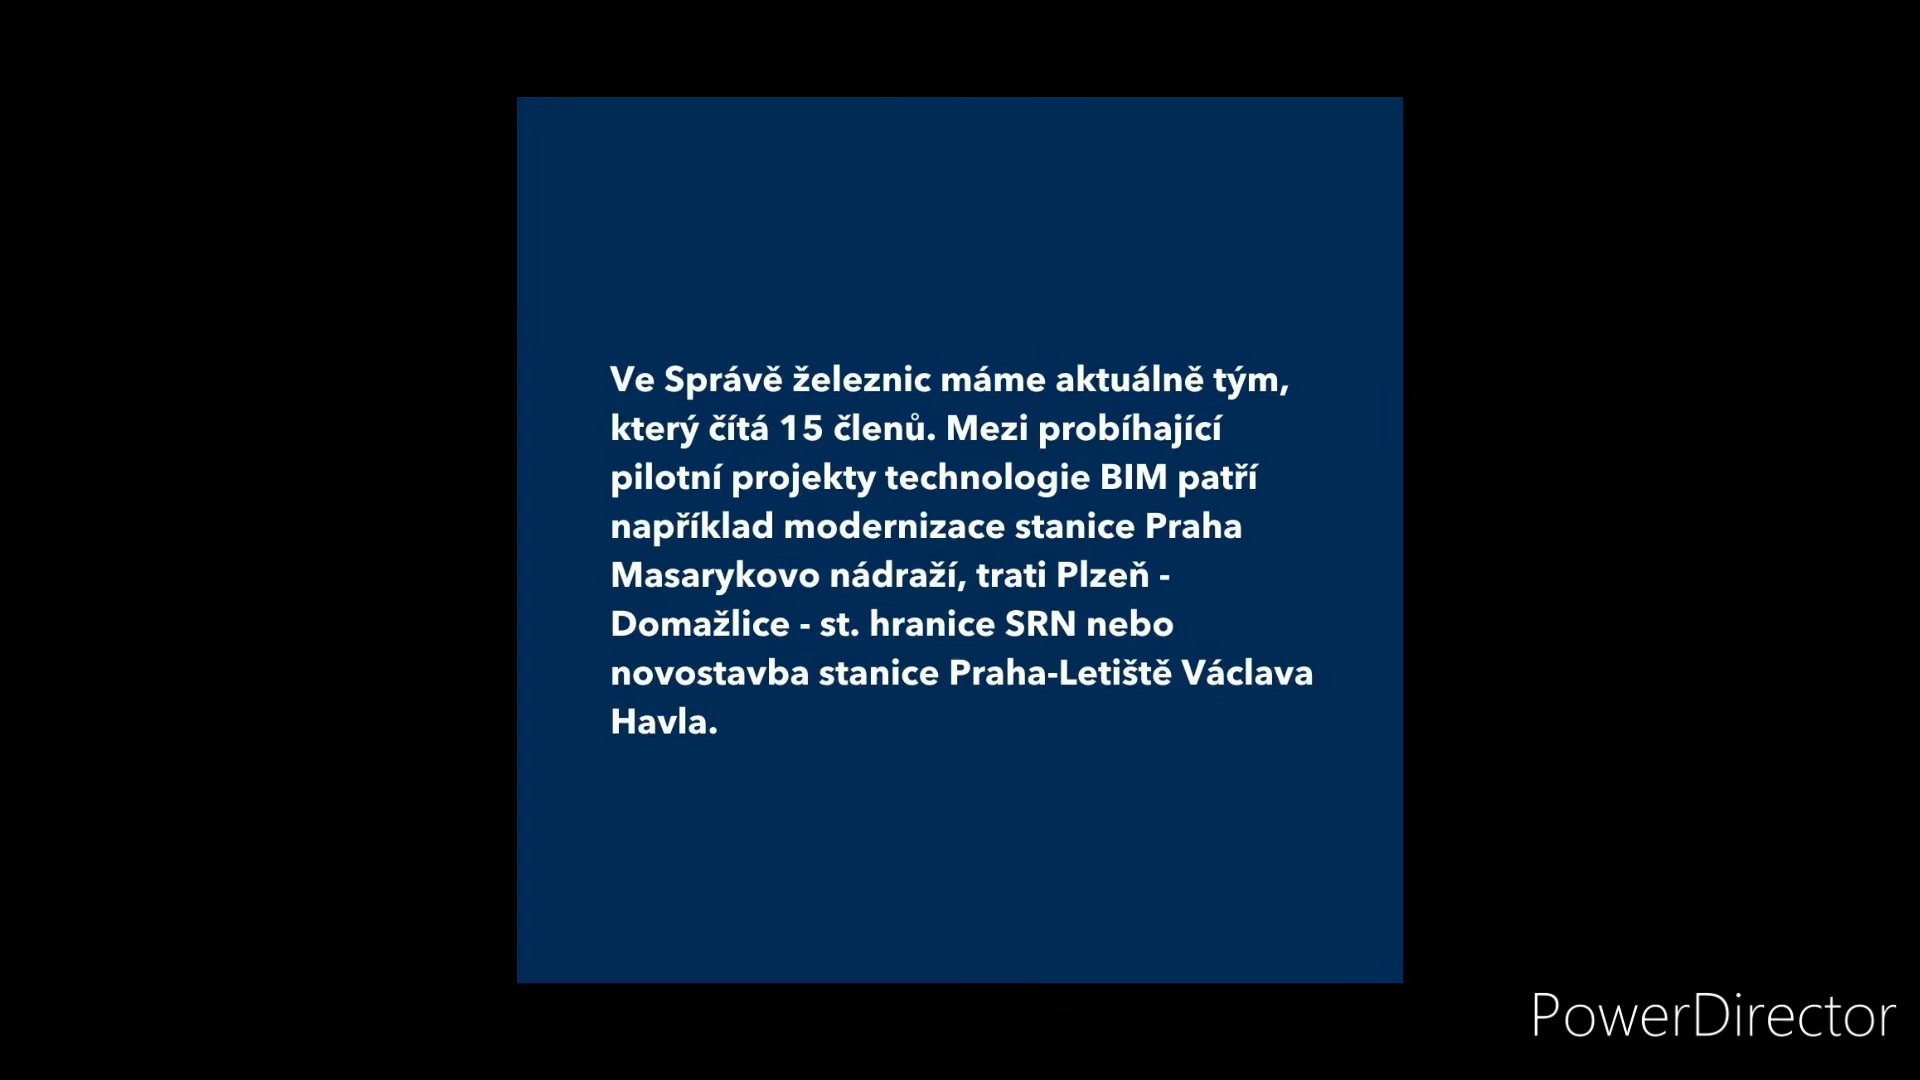 Ve Správě železnic máme aktuálně tým,
který čítá 15 členů. Mezi probíhající
pilotní projekty technologie BIM patří
například modernizace stanice Praha
Masarykovo nádraží, trati Plzeň -
Domažlice - st. hranice SRN nebo
novostavba stanice Praha-Letiště Václava
Havla.
PowerDirector